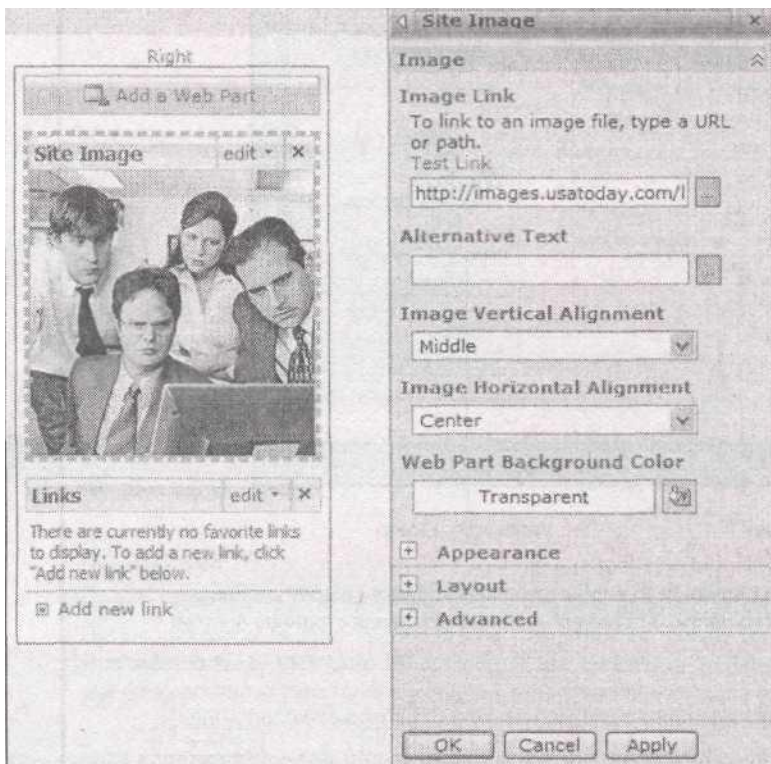 Right
Add a Web Part
Site Image edit ×
Links edit ×
There are currently no favorite links
to display. To add a new link, click
"Add new link" below.
Add new link
Site Image ×
Image
Image Link
To link to an image file, type a URL
or path.
Test Link
http://images.usatoday.com/l
...
Alternative Text
...
Image Vertical Alignment
Middle
Image Horizontal Alignment
Center
Web Part Background Color
Transparent
+ Appearance
+ Layout
+ Advanced
OK Cancel Apply